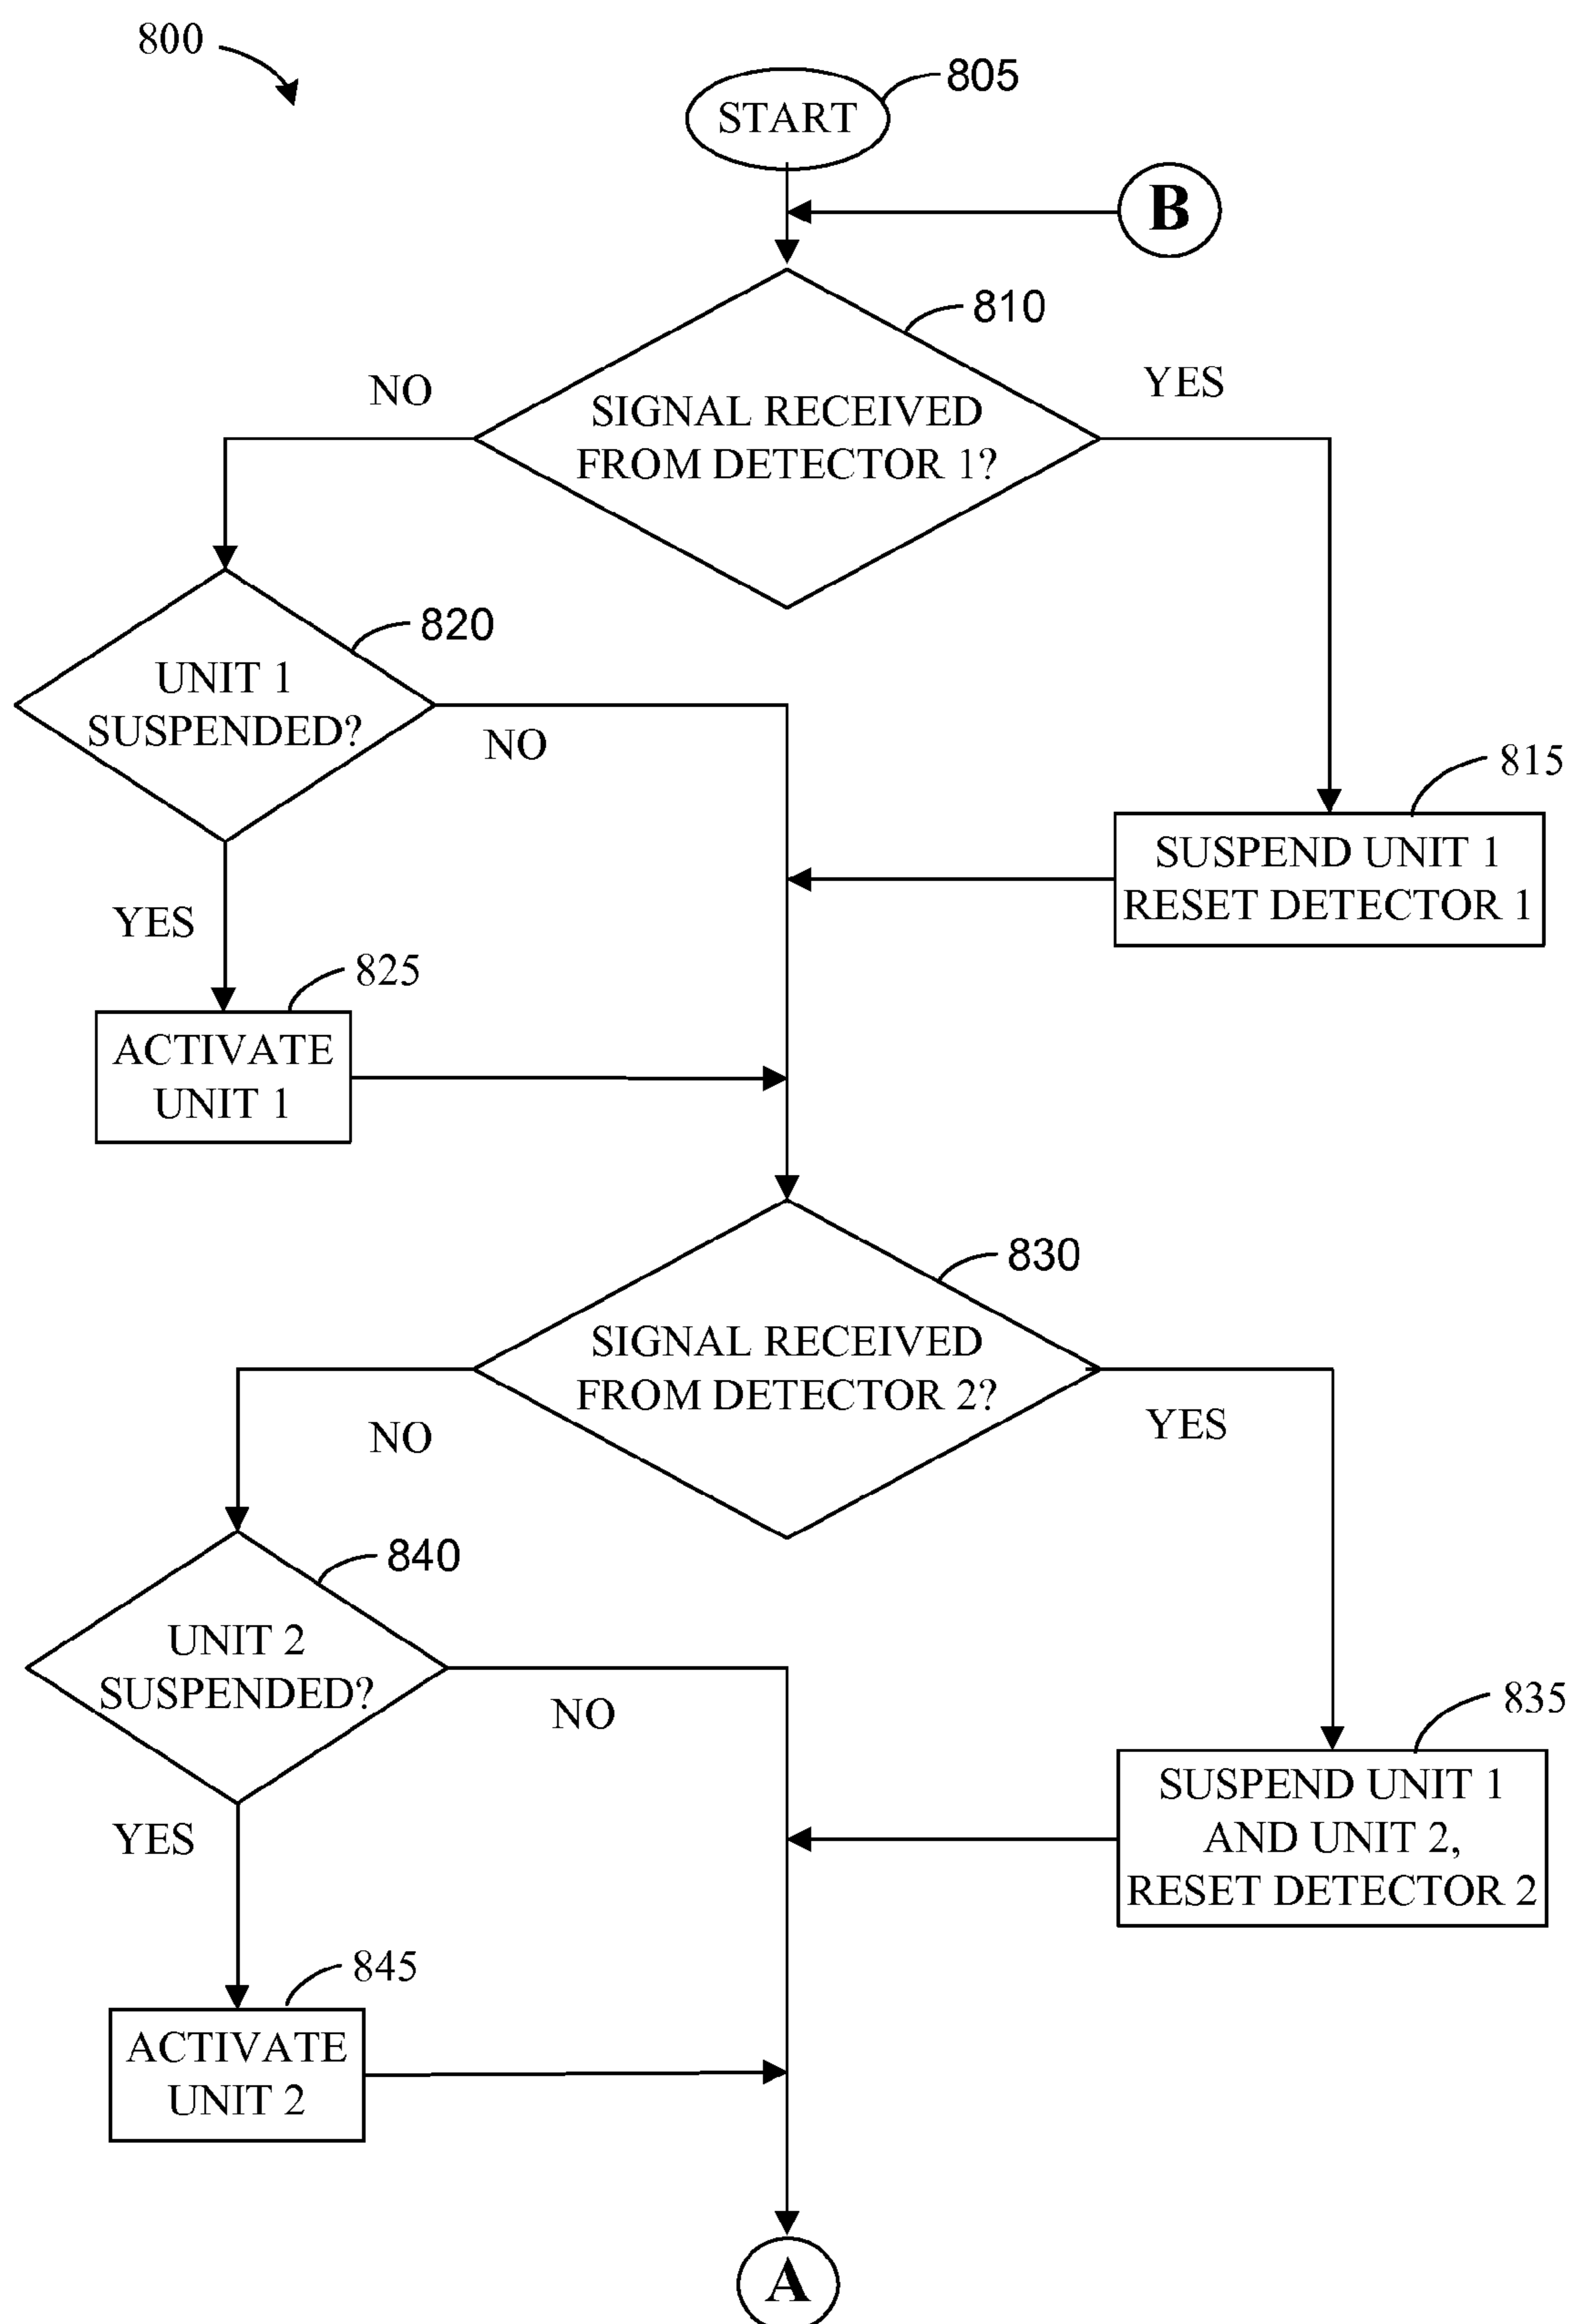 800
805
START
B
810
NO
YES
SIGNAL RECEIVED
FROM DETECTOR 1?
820
UNIT 1
SUSPENDED?
NO
815
SUSPEND UNIT 1
RESET DETECTOR 1
YES
825
ACTIVATE
UNIT 1
830
SIGNAL RECEIVED
FROM DETECTOR 2?
NO
YES
840
UNIT 2
SUSPENDED?
NO
835
SUSPEND UNIT 1
AND UNIT 2,
RESET DETECTOR 2
YES
845
ACTIVATE
UNIT 2
A